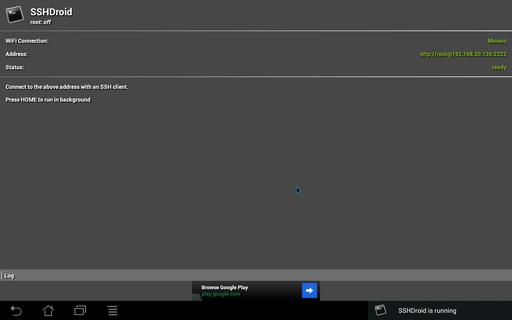 SSHDroid
root: off
WiFi Connection: Mosaic
Address: sftp://root@192.168.20.126:2222
Status: ready
Connect to the above address with an SSH client.
Press HOME to run in background
Log
Browse Google Play
play.google.com
SSHDroid is running